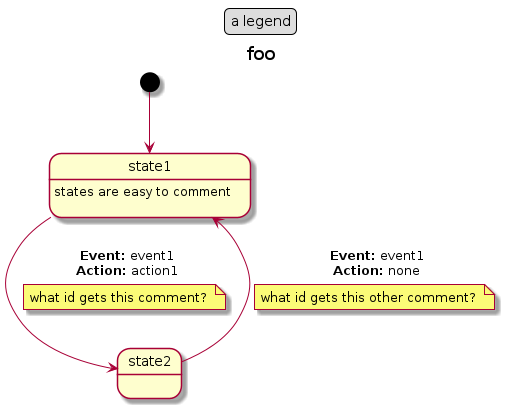 a legend
foo
state1
states are easy to comment
Event: event1
Action: action1
what id gets this comment?
Event: event1
Action: none
what id gets this other comment?
state2